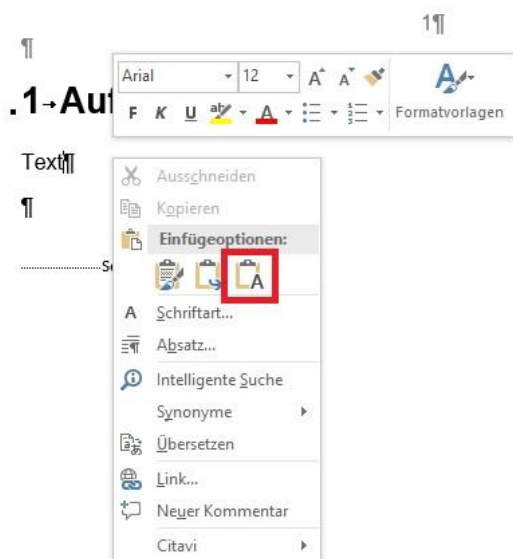 1¶
¶
Arial 12 A A
.1→Auf
F K U ab A Formatvorlagen
Text¶
¶
Ausschneiden
Kopieren
Einfügeoptionen:
A
Schriftart...
Absatz...
Intelligente Suche
Synonyme
Übersetzen
Link...
Neuer Kommentar
Citavi